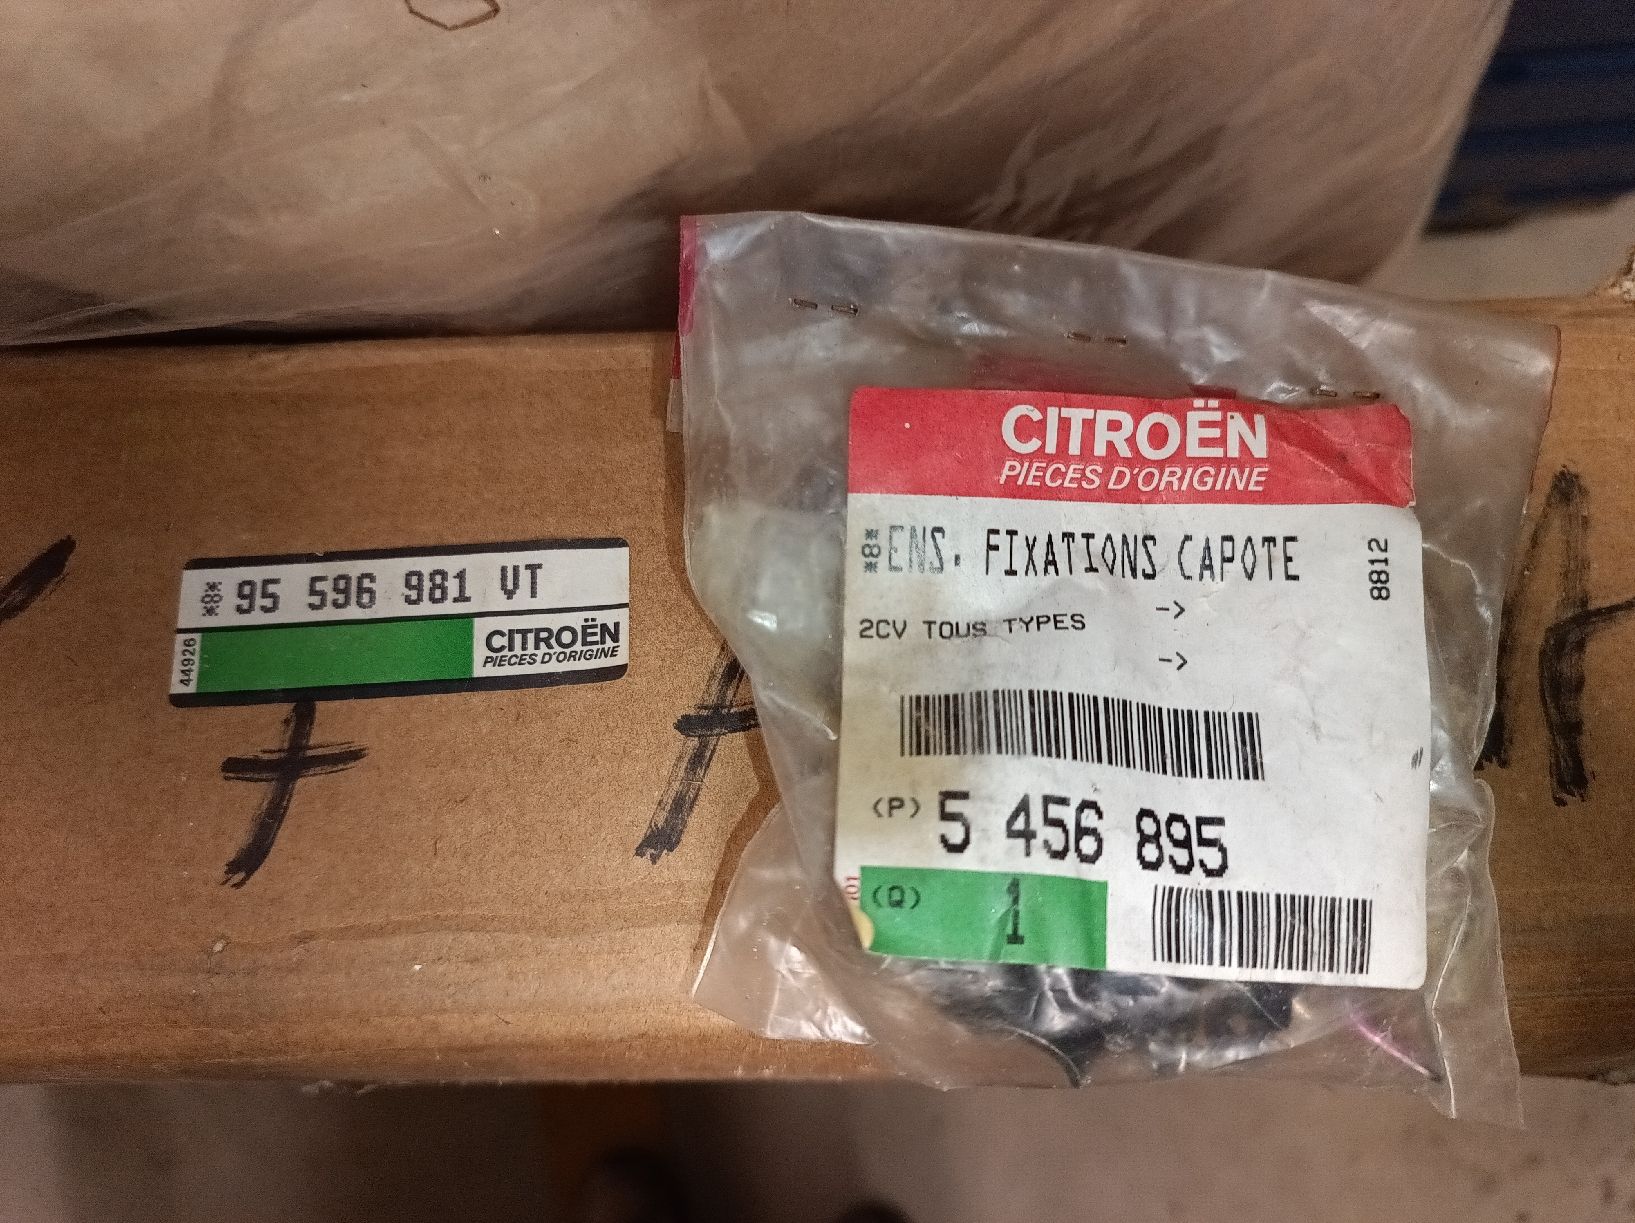 *8* 95 596 981 VT
44926
CITROËN
PIECES D'ORIGINE
7
CITROËN
PIECES D'ORIGINE
*8* ENS. FIXATIONS CAPOTE
8812
->
2CV TOUS TYPES
->
(P) 5 456 895
(Q) 1